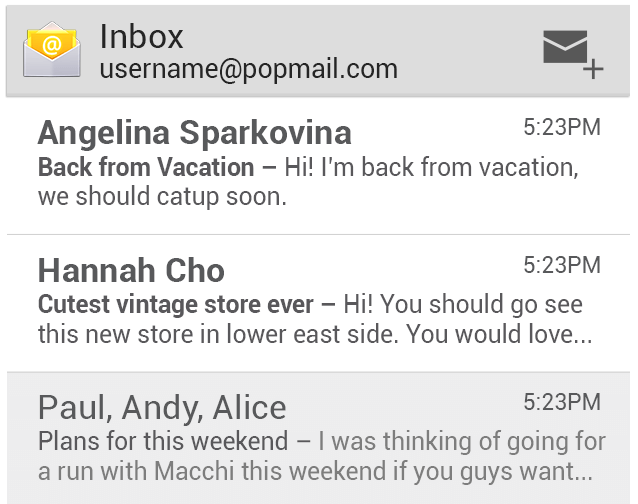 Inbox
username@popmail.com
Angelina Sparkovina 5:23PM
Back from Vacation – Hi! I'm back from vacation,
we should catup soon.
Hannah Cho 5:23PM
Cutest vintage store ever – Hi! You should go see
this new store in lower east side. You would love...
Paul, Andy, Alice 5:23PM
Plans for this weekend – I was thinking of going for
a run with Macchi this weekend if you guys want...